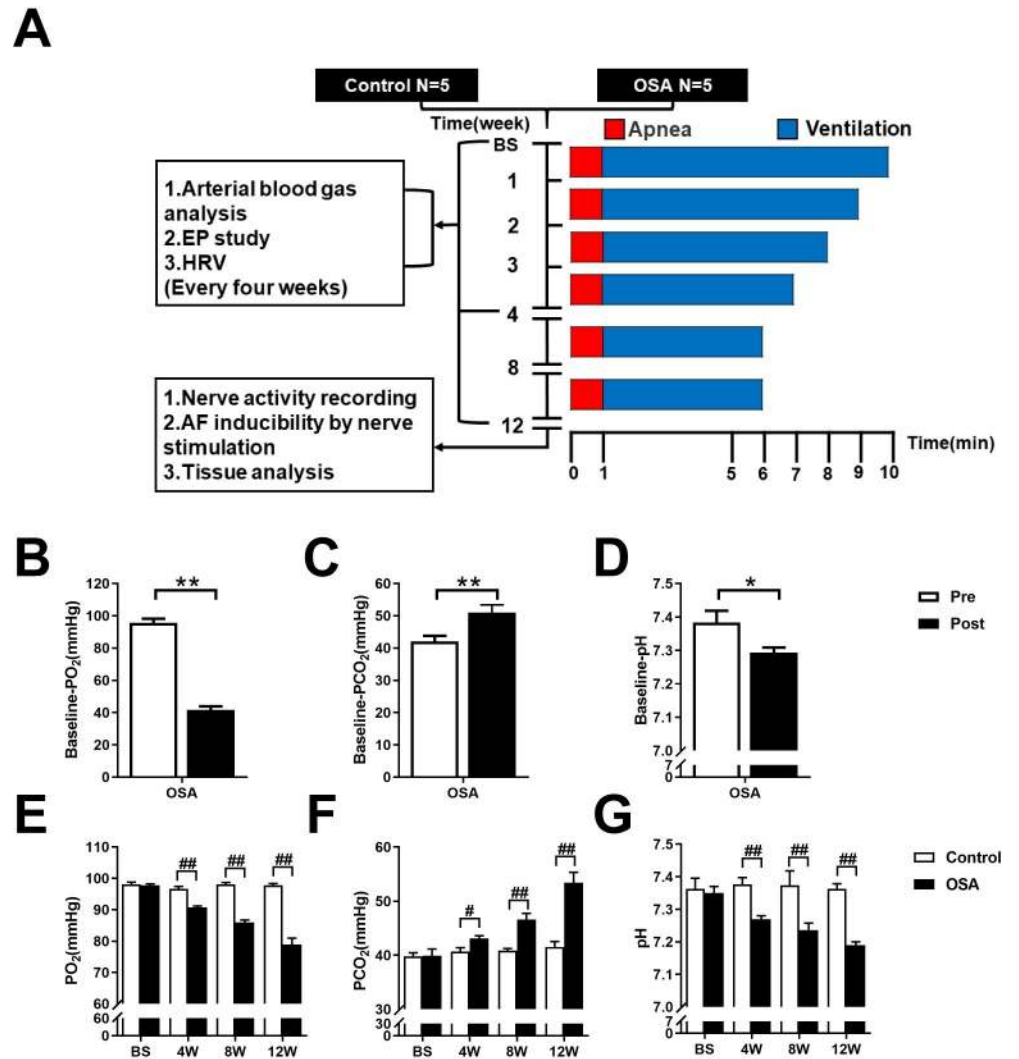 A
Control N=5
OSA N=5
Time(week)
Apnea
Ventilation
BS
1
2
3
4
8
12
1.Arterial blood gas
analysis
2.EP study
3.HRV
(Every four weeks)
1.Nerve activity recording
2.AF inducibility by nerve
stimulation
3.Tissue analysis
Time(min)
0 1 5 6 7 8 9 10
B
**
Baseline-PO₂(mmHg)
120
100
80
60
40
20
0
OSA
C
**
Baseline-PCO₂(mmHg)
60
50
40
30
20
10
0
OSA
D
*
Baseline-pH
7.5
7.4
7.3
7.2
7.1
7.0
7
0
OSA
Pre
Post
E
PO₂(mmHg)
110
100
90
80
70
60
60
0
## ## ##
BS 4W 8W 12W
F
PCO₂(mmHg)
60
50
40
30
30
0
# ## ##
BS 4W 8W 12W
G
pH
7.5
7.4
7.3
7.2
7.1
7.0
7
0
## ## ##
BS 4W 8W 12W
Control
OSA